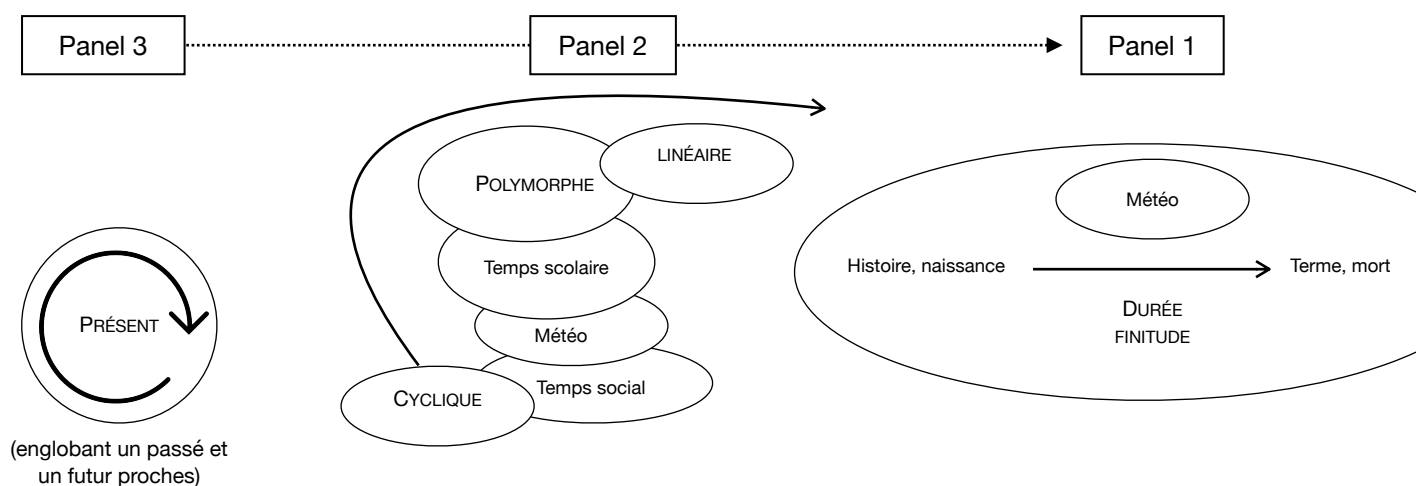 Panel 3
Panel 2
Panel 1
PRÉSENT
(englobant un passé et
un futur proches)
LINÉAIRE
POLYMORPHE
Temps scolaire
Météo
Temps social
CYCLIQUE
Météo
Histoire, naissance
Terme, mort
DURÉE
FINITUDE